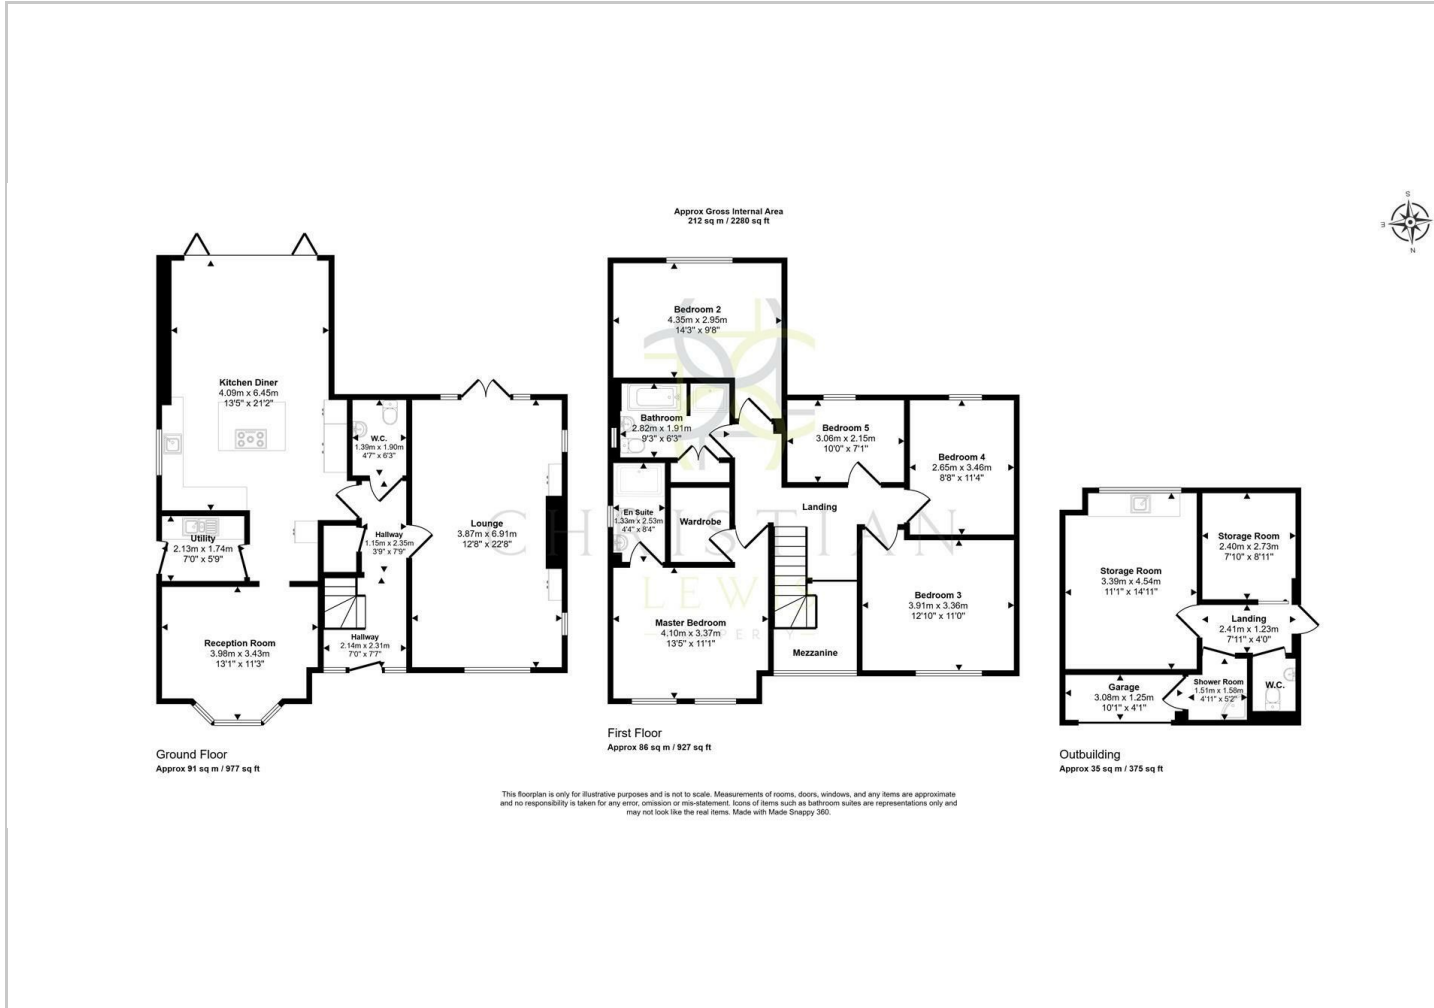 Approx Gross Internal Area
212 sq m / 2280 sq ft
S
E
N
Kitchen Diner
4.09m x 6.45m
13'5" x 21'2"
W.C.
1.39m x 1.90m
4'7" x 6'3"
Utility
2.13m x 1.74m
7'0" x 5'9"
Hallway
1.15m x 2.35m
3'9" x 7'9"
Lounge
3.87m x 6.91m
12'8" x 22'8"
Reception Room
3.98m x 3.43m
13'1" x 11'3"
Hallway
2.14m x 2.31m
7'0" x 7'7"
Ground Floor
Approx 91 sq m / 977 sq ft
Bedroom 2
4.35m x 2.95m
14'3" x 9'8"
Bathroom
2.82m x 1.91m
9'3" x 6'3"
Bedroom 5
3.06m x 2.15m
10'0" x 7'1"
Bedroom 4
2.65m x 3.46m
8'8" x 11'4"
En Suite
1.33m x 2.53m
4'4" x 8'4"
Wardrobe
Landing
CHRISTIAN
LEWIS
PROPERTY
Master Bedroom
4.10m x 3.37m
13'5" x 11'1"
Bedroom 3
3.91m x 3.36m
12'10" x 11'0"
Mezzanine
First Floor
Approx 86 sq m / 927 sq ft
Storage Room
3.39m x 4.54m
11'1" x 14'11"
Storage Room
2.40m x 2.73m
7'10" x 8'11"
Landing
2.41m x 1.23m
7'11" x 4'0"
Garage
3.08m x 1.25m
10'1" x 4'1"
Shower Room
1.51m x 1.58m
4'11" x 5'2"
W.C.
Outbuilding
Approx 35 sq m / 375 sq ft
This floorplan is only for illustrative purposes and is not to scale. Measurements of rooms, doors, windows, and any items are approximate
and no responsibility is taken for any error, omission or mis-statement. Icons of items such as bathroom suites are representations only and
may not look like the real items. Made with Made Snappy 360.